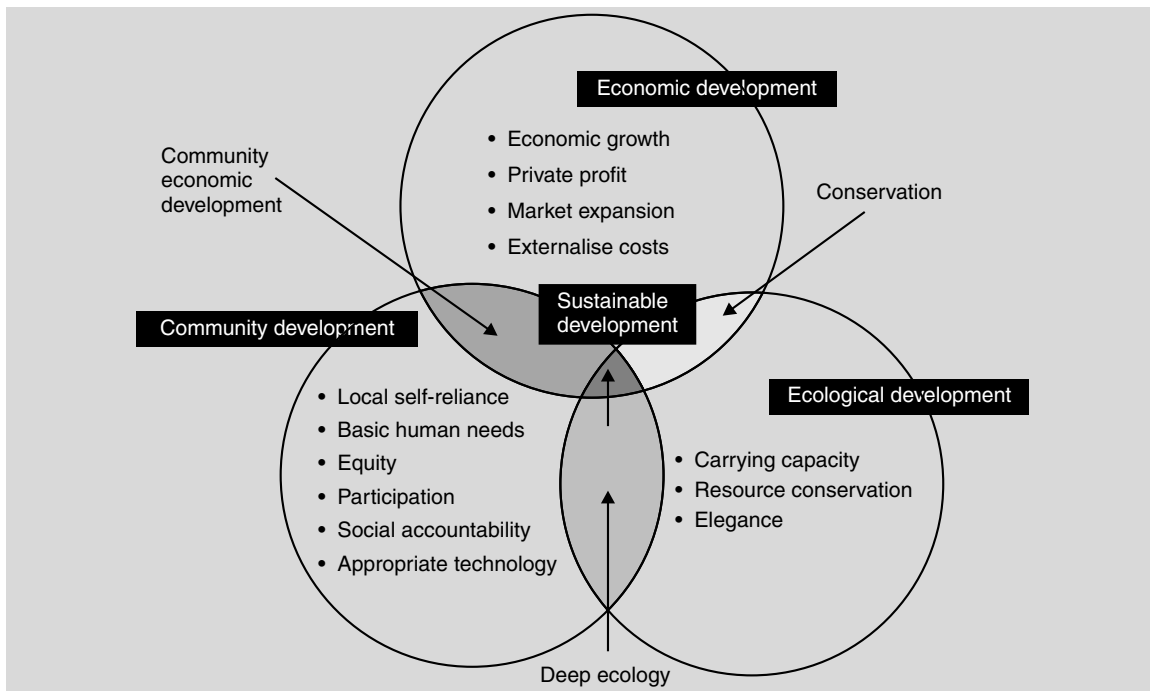 Economic development
• Economic growth
• Private profit
• Market expansion
• Externalise costs
Community
economic
development
Conservation
Sustainable
development
Community development
• Local self-reliance
• Basic human needs
• Equity
• Participation
• Social accountability
• Appropriate technology
Ecological development
• Carrying capacity
• Resource conservation
• Elegance
Deep ecology